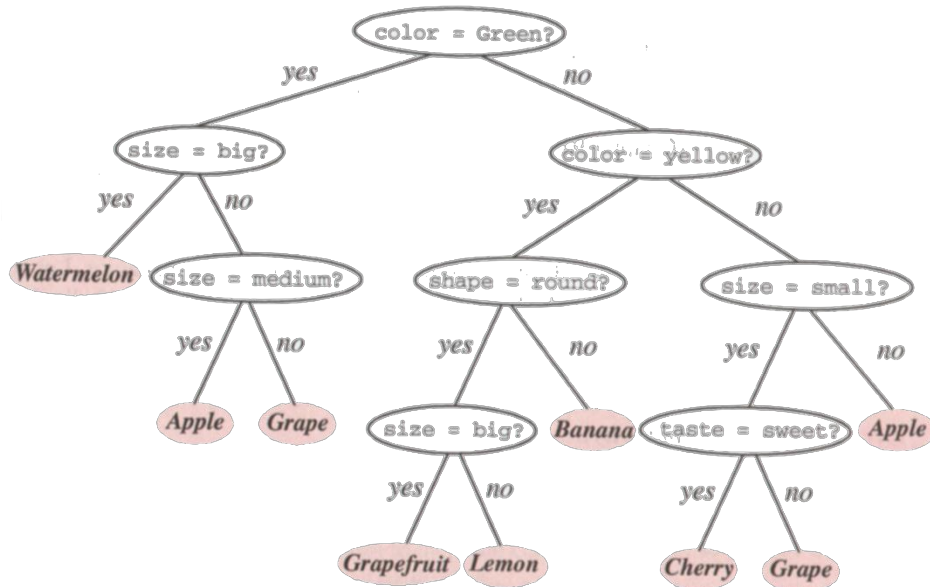 color = Green?
yes
no
size = big?
color = yellow?
yes
no
yes
no
Watermelon
size = medium?
shape = round?
size = small?
yes
no
yes
no
yes
no
Apple
Grape
size = big?
Banana
taste = sweet?
Apple
yes
no
yes
no
Grapefruit
Lemon
Cherry
Grape